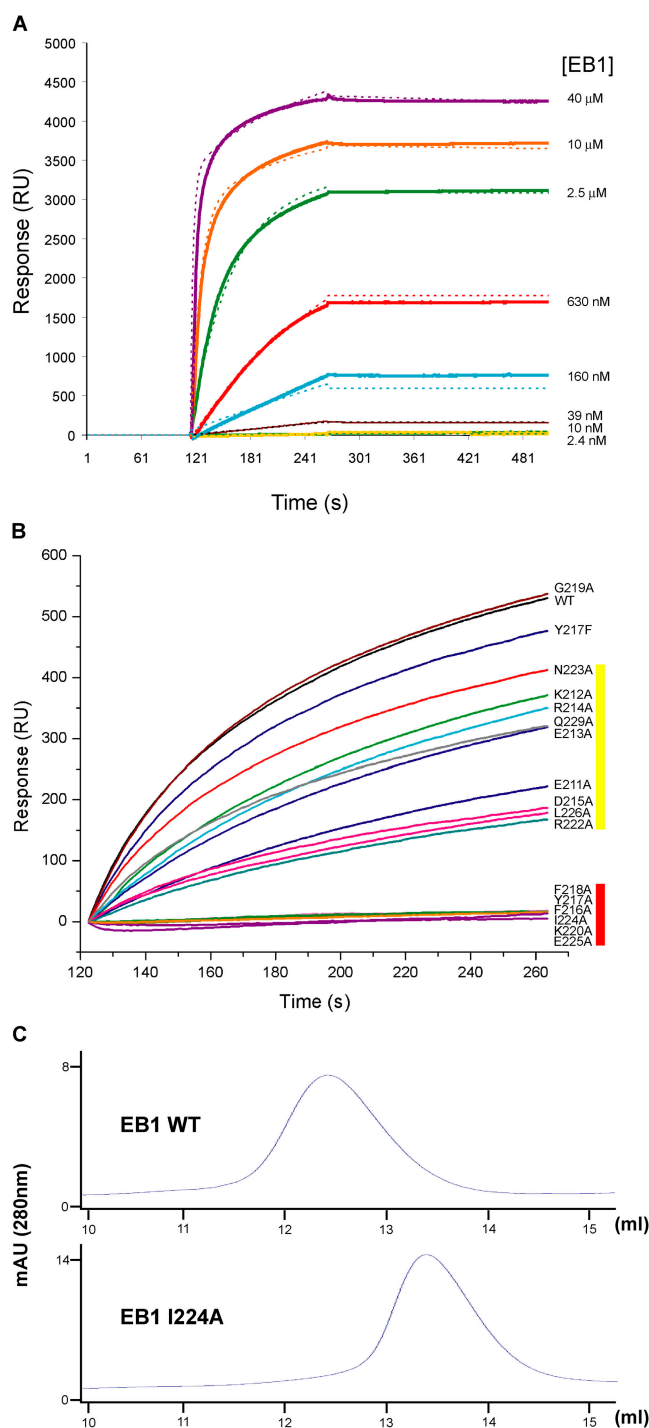 A
5000
4500
4000
3500
3000
2500
2000
1500
1000
500
0
Response (RU)
1 61 121 181 241 301 361 421 481
Time (s)
[EB1]
40 µM
10 µM
2.5 µM
630 nM
160 nM
39 nM
10 nM
2.4 nM
B
600
500
400
300
200
100
0
Response (RU)
120 140 160 180 200 220 240 260
Time (s)
G219A
WT
Y217F
N223A
K212A
R214A
Q229A
E213A
E211A
D215A
L226A
R222A
F218A
Y217A
F216A
I224A
K220A
E225A
C
mAU (280nm)
8
EB1 WT
0
10 11 12 13 14 15 (ml)
14
EB1 I224A
0
10 11 12 13 14 15 (ml)